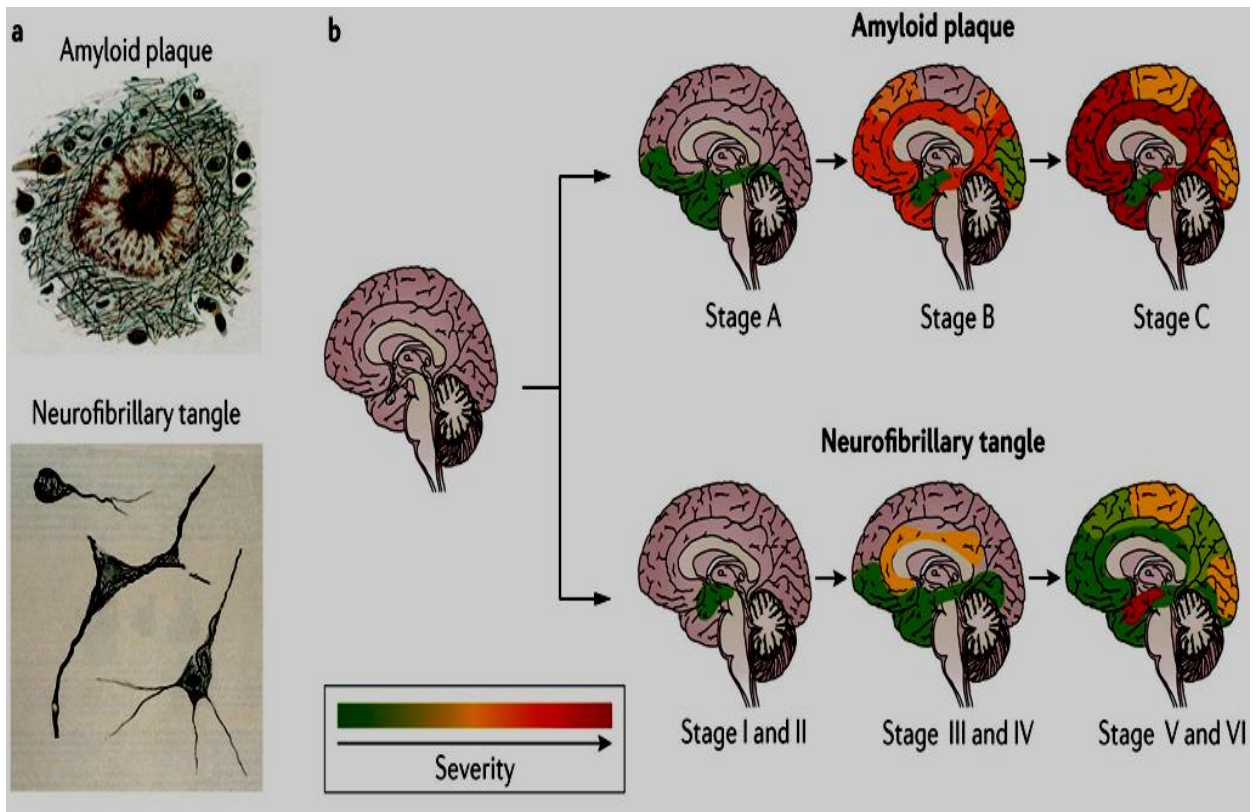 a
Amyloid plaque
Neurofibrillary tangle
b
Amyloid plaque
Stage A
Stage B
Stage C
Neurofibrillary tangle
Stage I and II
Stage III and IV
Stage V and VI
Severity